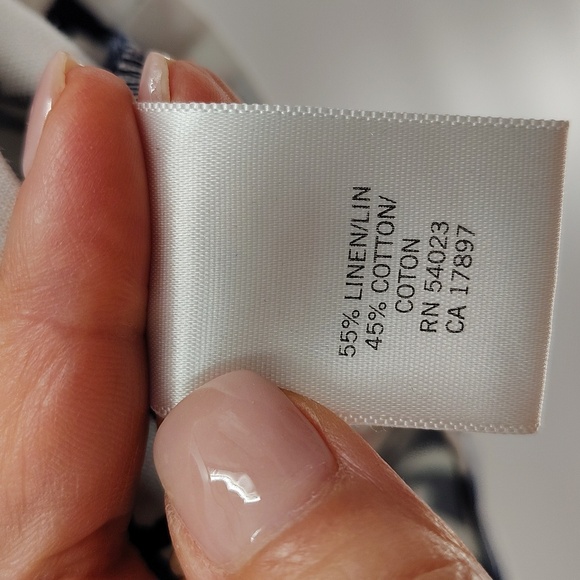 55% LINEN/LIN
45% COTTON/
COTON
RN 54023
CA 17897